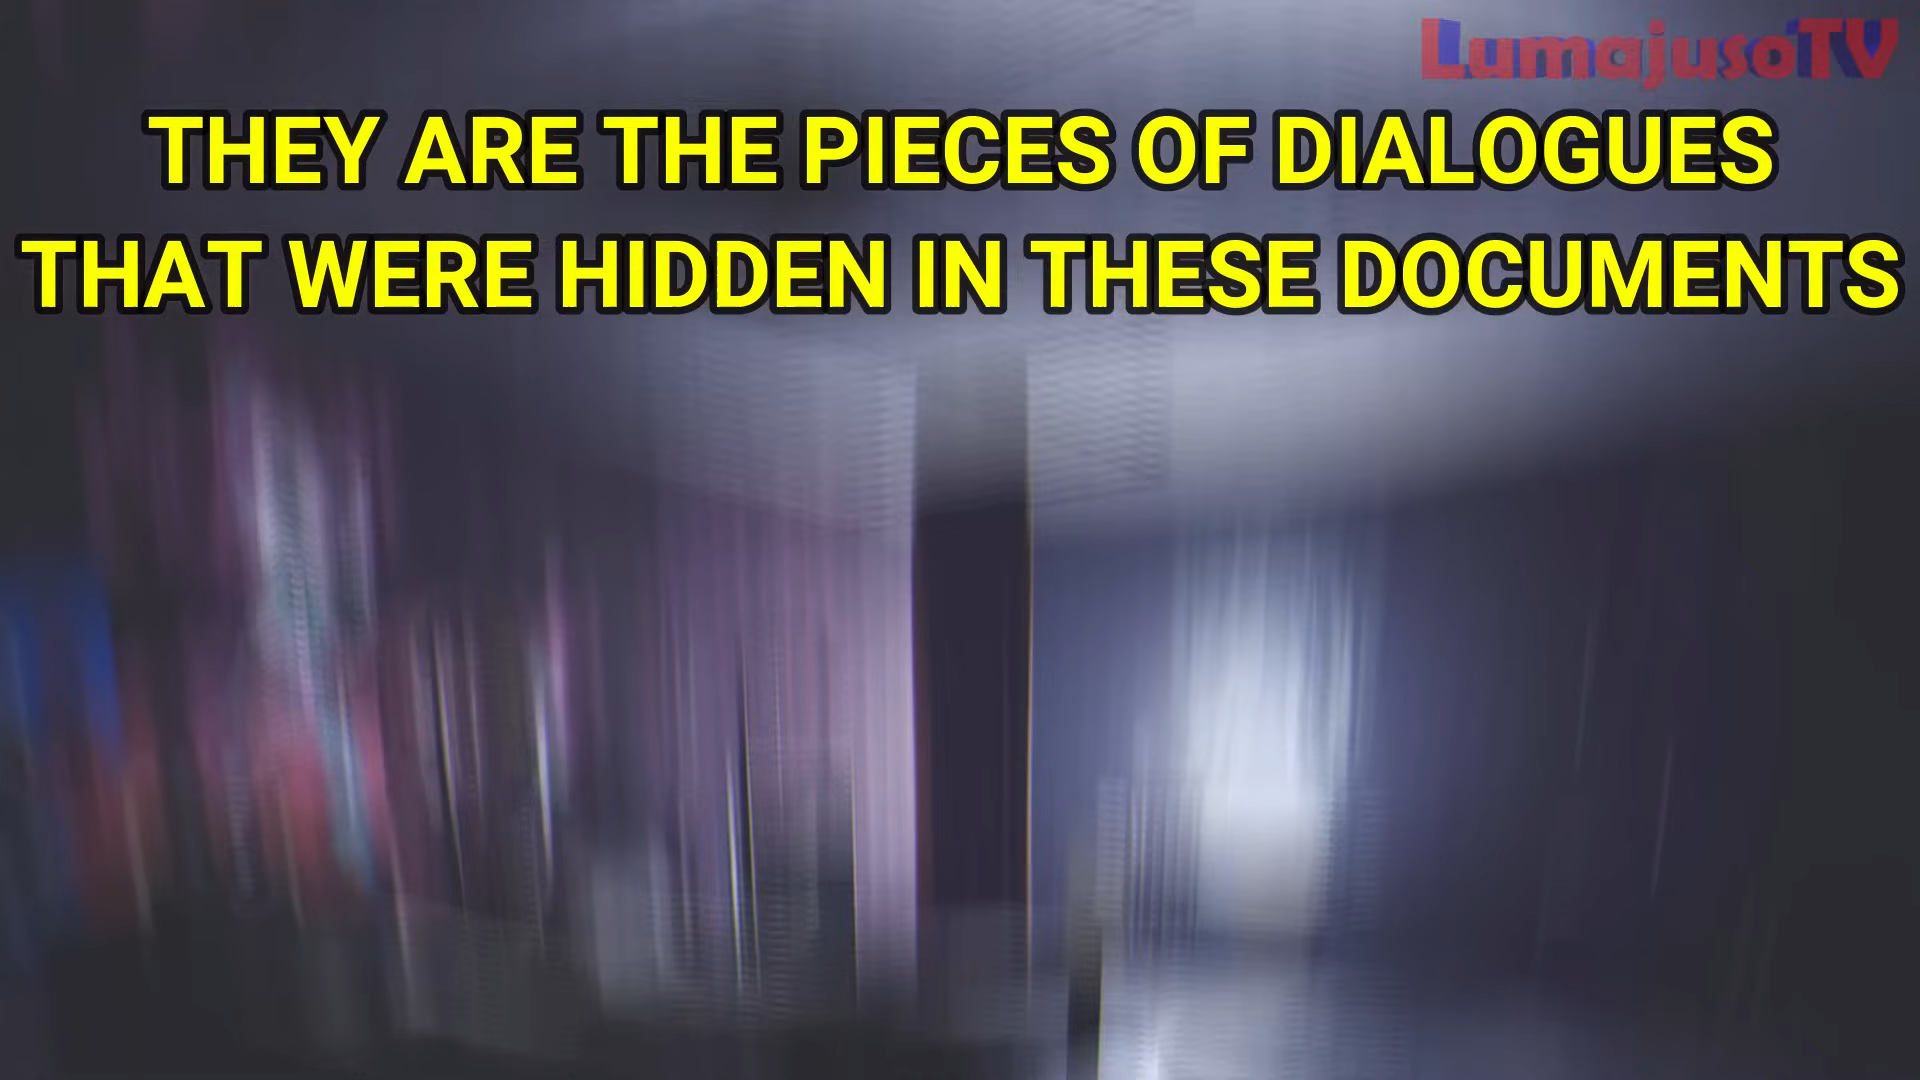 LumajusoTV
THEY ARE THE PIECES OF DIALOGUES
THAT WERE HIDDEN IN THESE DOCUMENTS